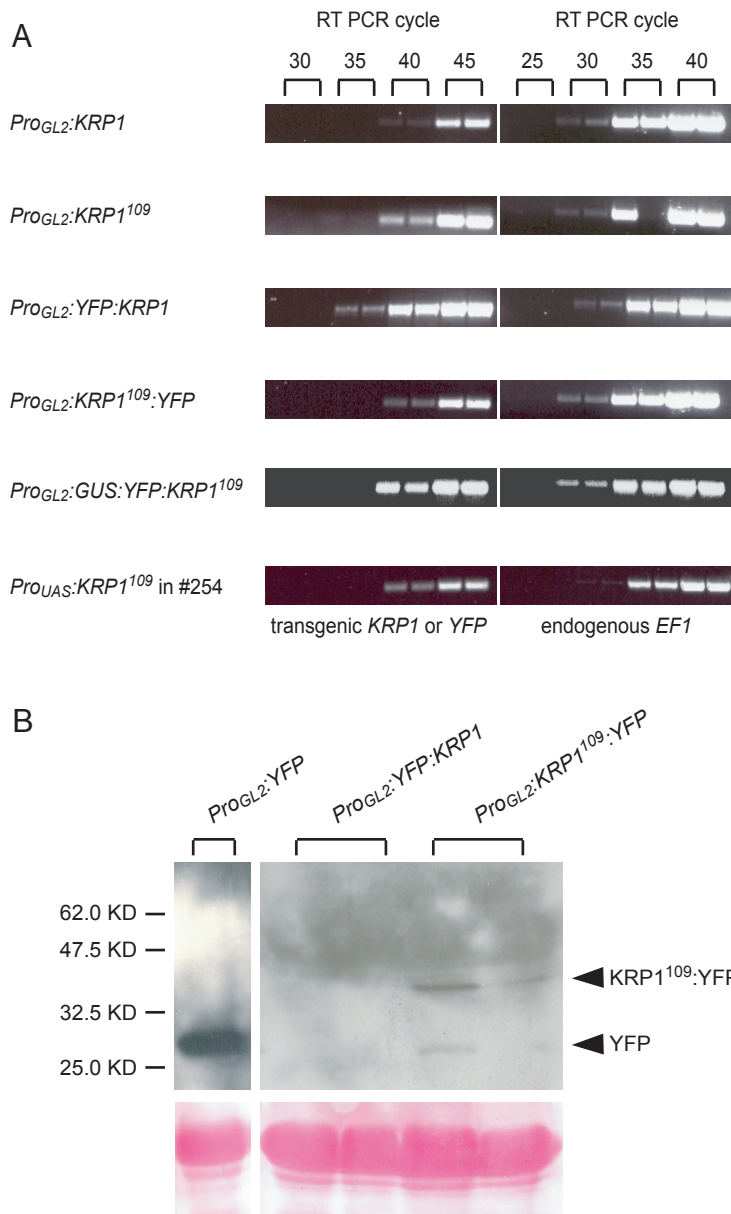 A
RT PCR cycle RT PCR cycle
30 35 40 45 25 30 35 40
ProGL2:KRP1
ProGL2:KRP1109
ProGL2:YFP:KRP1
ProGL2:KRP1109:YFP
ProGL2:GUS:YFP:KRP1109
ProUAS:KRP1109 in #254
transgenic KRP1 or YFP endogenous EF1
B
ProGL2:YFP
ProGL2:YFP:KRP1
ProGL2:KRP1109:YFP
62.0 KD
47.5 KD
32.5 KD
25.0 KD
KRP1109:YFP
YFP